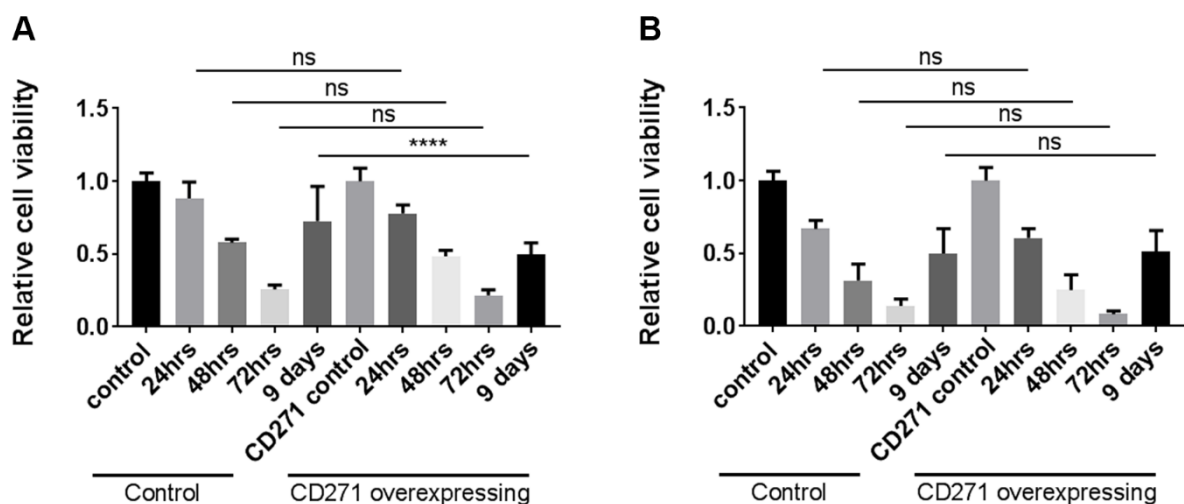 A
Relative cell viability
1.5
1.0
0.5
0.0
ns
ns
ns
****
control
24hrs
48hrs
72hrs
9 days
CD271 control
24hrs
48hrs
72hrs
9 days
Control
CD271 overexpressing
B
Relative cell viability
1.5
1.0
0.5
0.0
ns
ns
ns
ns
control
24hrs
48hrs
72hrs
9 days
CD271 control
24hrs
48hrs
72hrs
9 days
Control
CD271 overexpressing